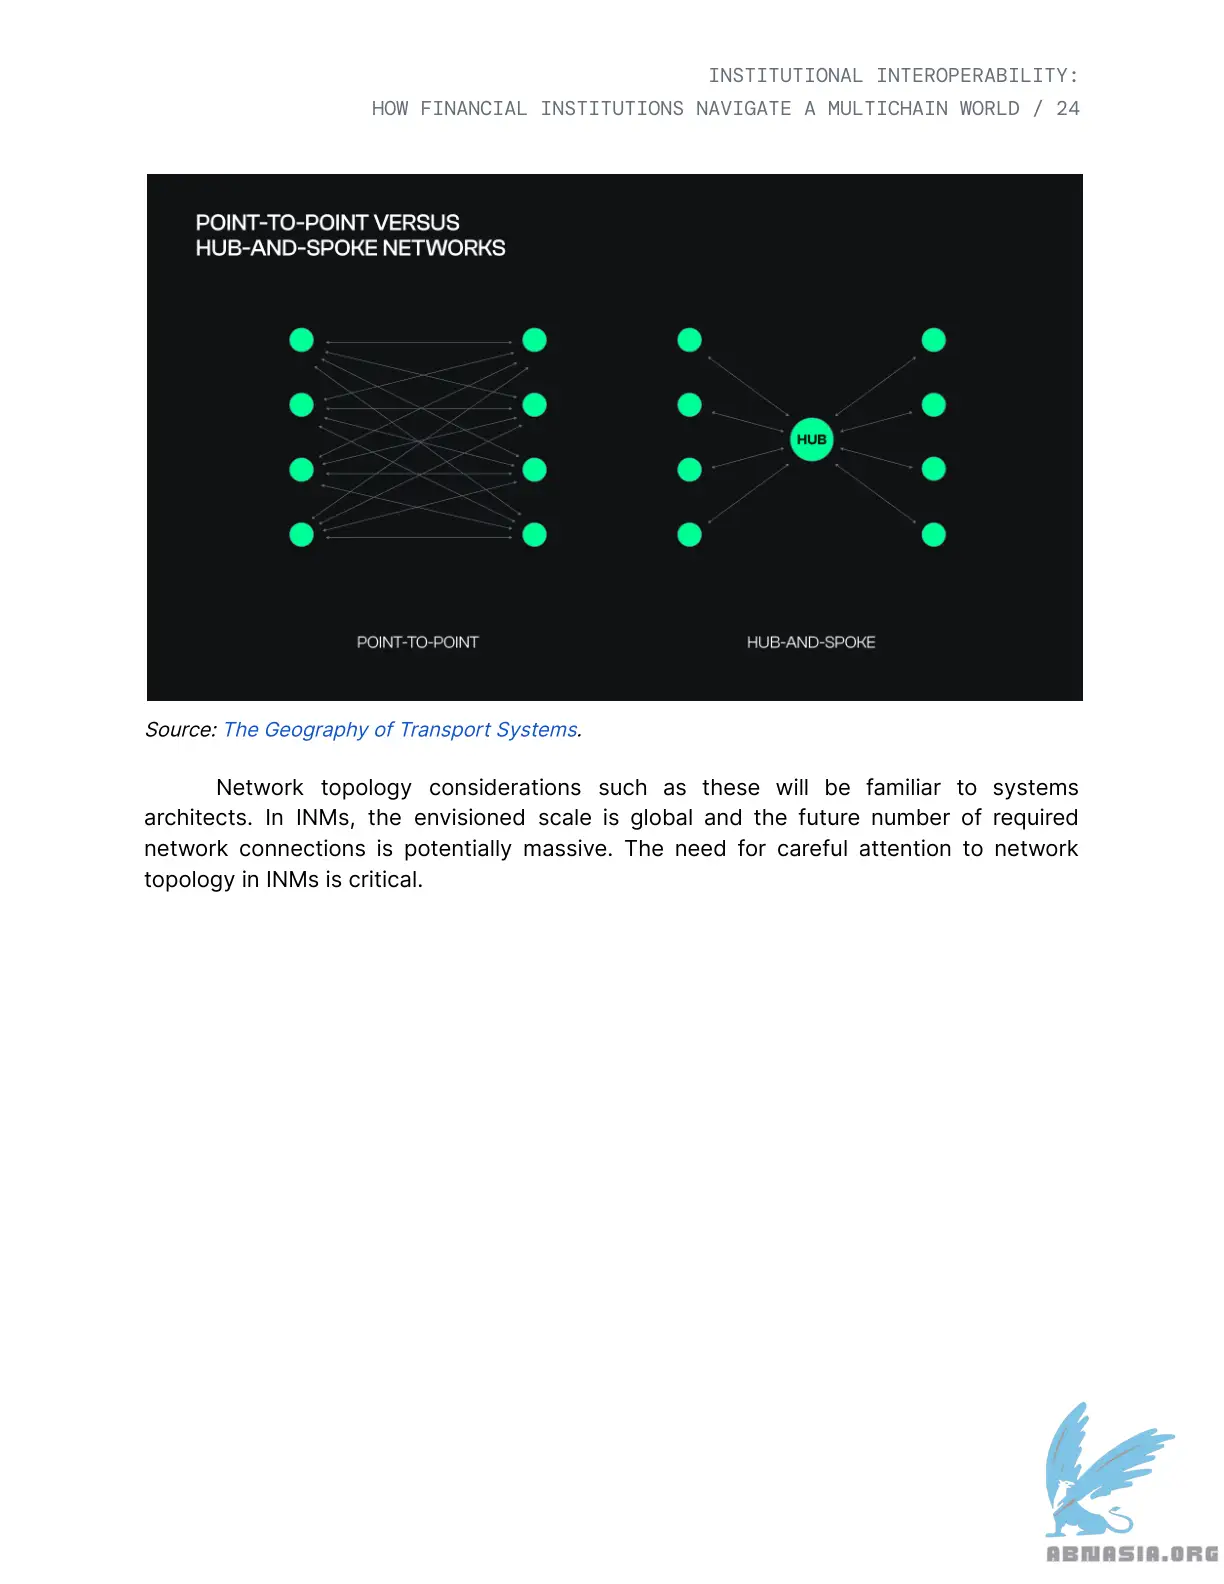 INSTITUTIONAL INTEROPERABILITY:
HOW FINANCIAL INSTITUTIONS NAVIGATE A MULTICHAIN WORLD / 24
POINT-TO-POINT VERSUS
HUB-AND-SPOKE NETWORKS
HUB
POINT-TO-POINT
HUB-AND-SPOKE
Source: The Geography of Transport Systems.
Network topology considerations such as these will be familiar to systems
architects. In INMs, the envisioned scale is global and the future number of required
network connections is potentially massive. The need for careful attention to network
topology in INMs is critical.
ABNASIA.ORG